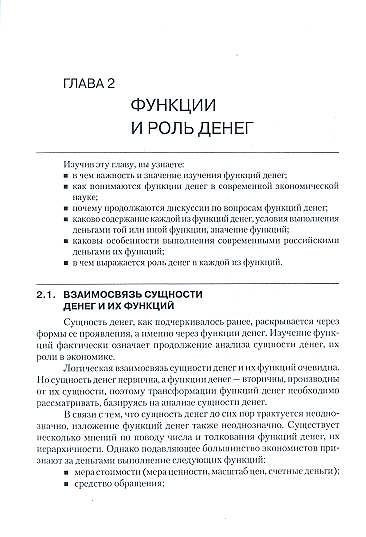 ГЛАВА 2
ФУНКЦИИ
И РОЛЬ ДЕНЕГ
Изучив эту главу, вы узнаете:
■ в чем важность и значение изучения функций денег;
■ как понимаются функции денег в современной экономической
науке;
■ почему продолжаются дискуссии по вопросам функций денег;
■ каково содержание каждой из функций денег, условия выполнения
деньгами той или иной функции, значение функций;
■ каковы особенности выполнения современными российскими
деньгами их функций;
■ в чем выражается роль денег в каждой из функций.
2.1. ВЗАИМОСВЯЗЬ СУЩНОСТИ
ДЕНЕГ И ИХ ФУНКЦИЙ
Сущность денег, как подчеркивалось ранее, раскрывается через
формы ее проявления, а именно через функции денег. Изучение функ-
ций фактически означает продолжение анализа сущности денег, их
роли в экономике.
Логическая взаимосвязь сущности денег и их функций очевидна.
Но сущность денег первична, а функции денег — вторичны, производны
от их сущности, поэтому трансформации функций денег необходимо
рассматривать, базируясь на анализе сущности денег.
В связи с тем, что сущность денег до сих пор трактуется неодно-
значно, изложение функций денег также неоднозначно. Существует
несколько мнений по поводу числа и толкования функций денег, их
иерархичности. Однако подавляющее большинство экономистов при-
знают за деньгами выполнение следующих функций:
■ мера стоимости (мера ценности, масштаб цен, счетные деньги);
■ средство обращения;